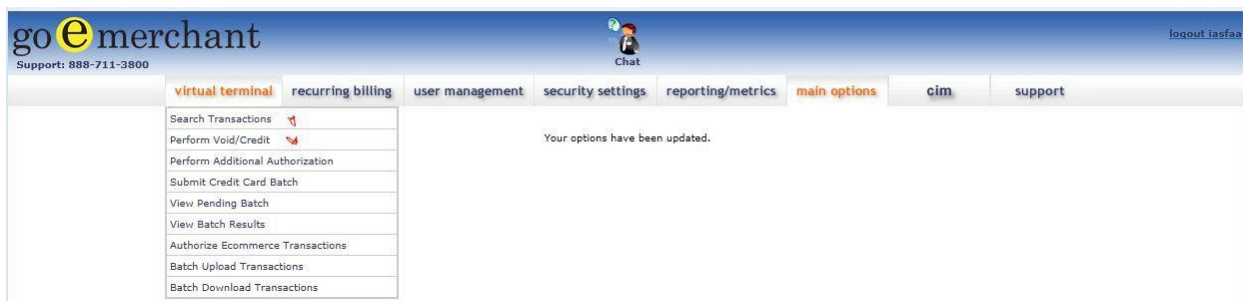 go e merchant
Support: 888-711-3800
Chat
logout iasfaa
virtual terminal recurring billing user management security settings reporting/metrics main options cim support
Search Transactions
Perform Void/Credit
Perform Additional Authorization
Submit Credit Card Batch
View Pending Batch
View Batch Results
Authorize Ecommerce Transactions
Batch Upload Transactions
Batch Download Transactions
Your options have been updated.